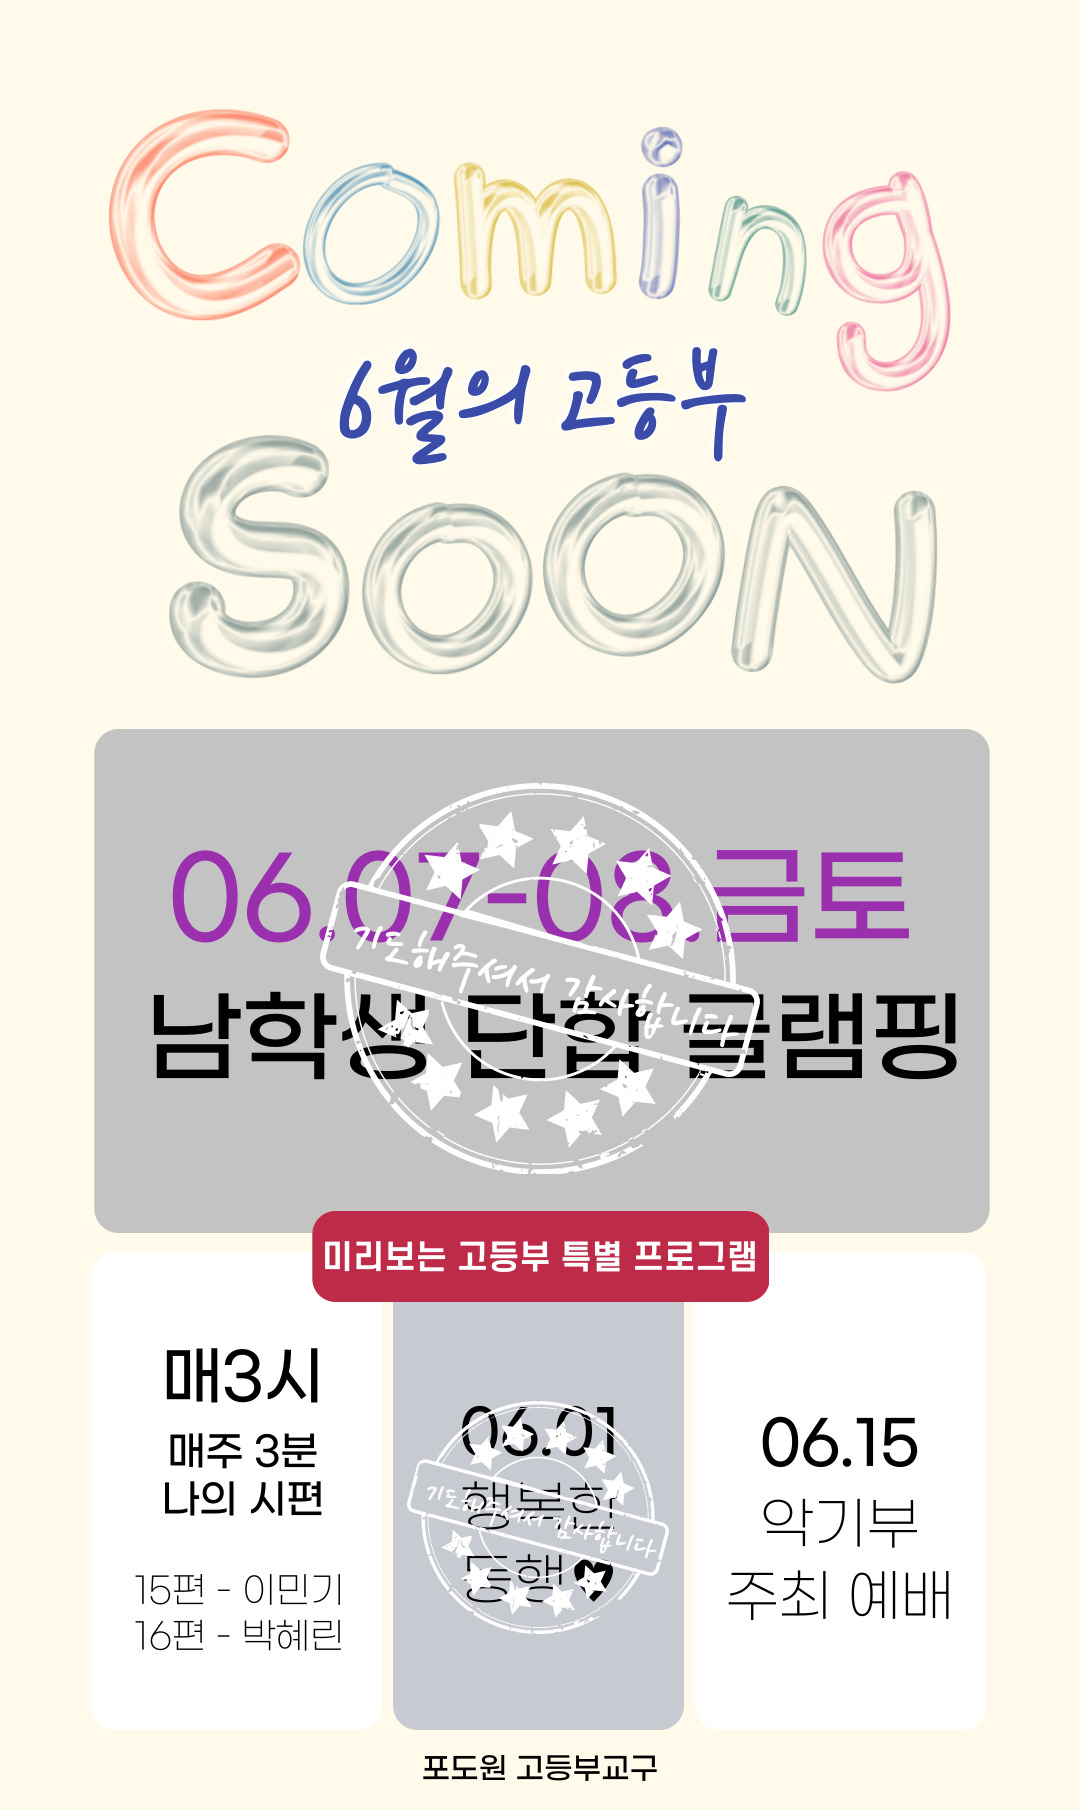 Coming
6월의 고등부
SOON
06.07-08.금토
기도해주셔서 감사합니다
남학생 단합 글램핑
미리보는 고등부 특별 프로그램
매3시
매주 3분
나의 시편
15편 - 이민기
16편 - 박혜린
06.01
행복한
기도해주셔서 감사합니다
동행
06.15
악기부
주최 예배
포도원 고등부교구